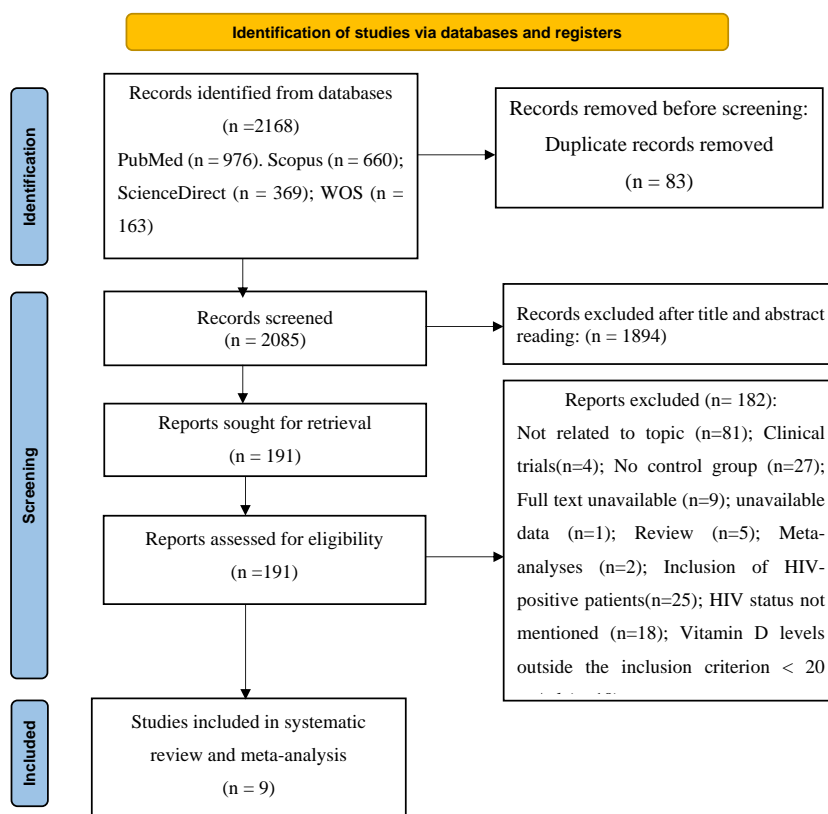 Identification of studies via databases and registers
Identification
Records identified from databases
(n =2168)
PubMed (n = 976). Scopus (n = 660);
ScienceDirect (n = 369); WOS (n =
163)
Records removed before screening:
Duplicate records removed
(n = 83)
Screening
Records screened
(n = 2085)
Records excluded after title and abstract
reading: (n = 1894)
Reports sought for retrieval
(n = 191)
Reports assessed for eligibility
(n =191)
Reports excluded (n= 182):
Not related to topic (n=81); Clinical
trials(n=4); No control group (n=27);
Full text unavailable (n=9); unavailable
data (n=1); Review (n=5); Meta-
analyses (n=2); Inclusion of HIV-
positive patients(n=25); HIV status not
mentioned (n=18); Vitamin D levels
outside the inclusion criterion < 20
Included
Studies included in systematic
review and meta-analysis
(n = 9)